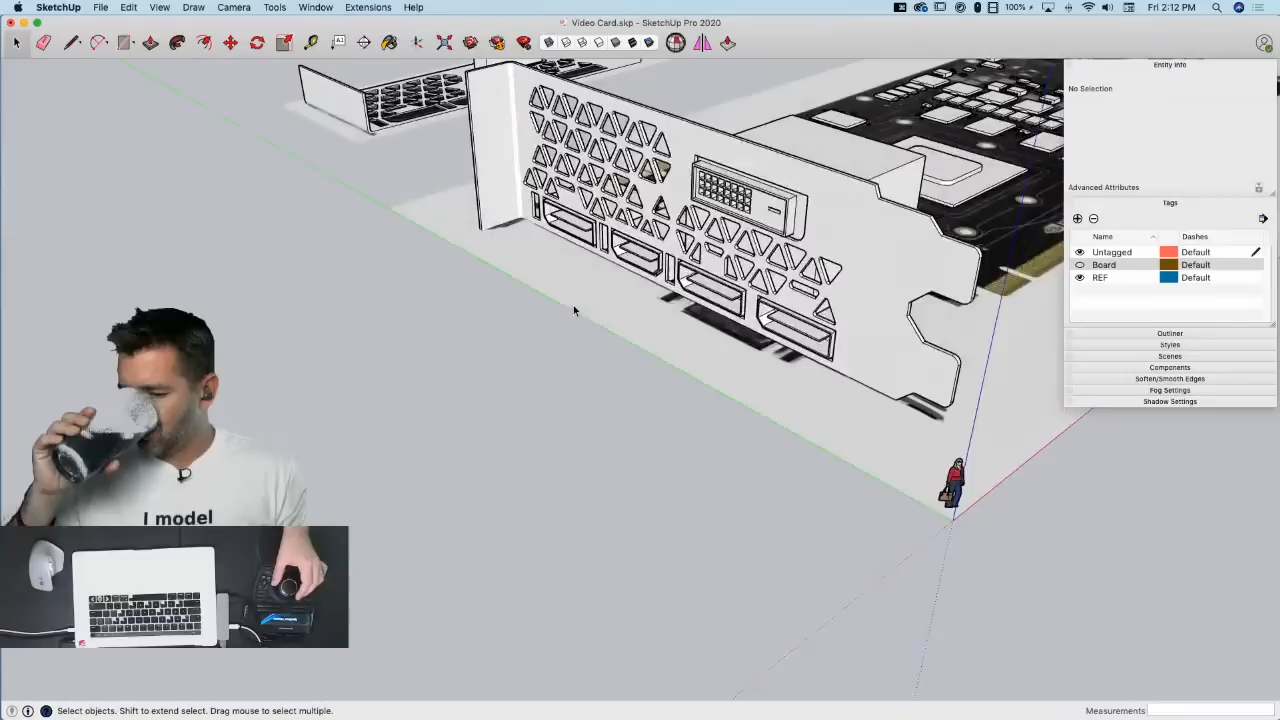 SketchUp File Edit View Draw Camera Tools Window Extensions Help
100% Fri 2:12 PM
Video Card.skp - SketchUp Pro 2020
Entity Info
No Selection
Advanced Attributes
Tags
Name Dashes
Untagged Default
Board Default
REF Default
Outliner
Styles
Scenes
Components
Soften/Smooth Edges
Fog Settings
Shadow Settings
I model
Select objects. Shift to extend select. Drag mouse to select multiple.
Measurements